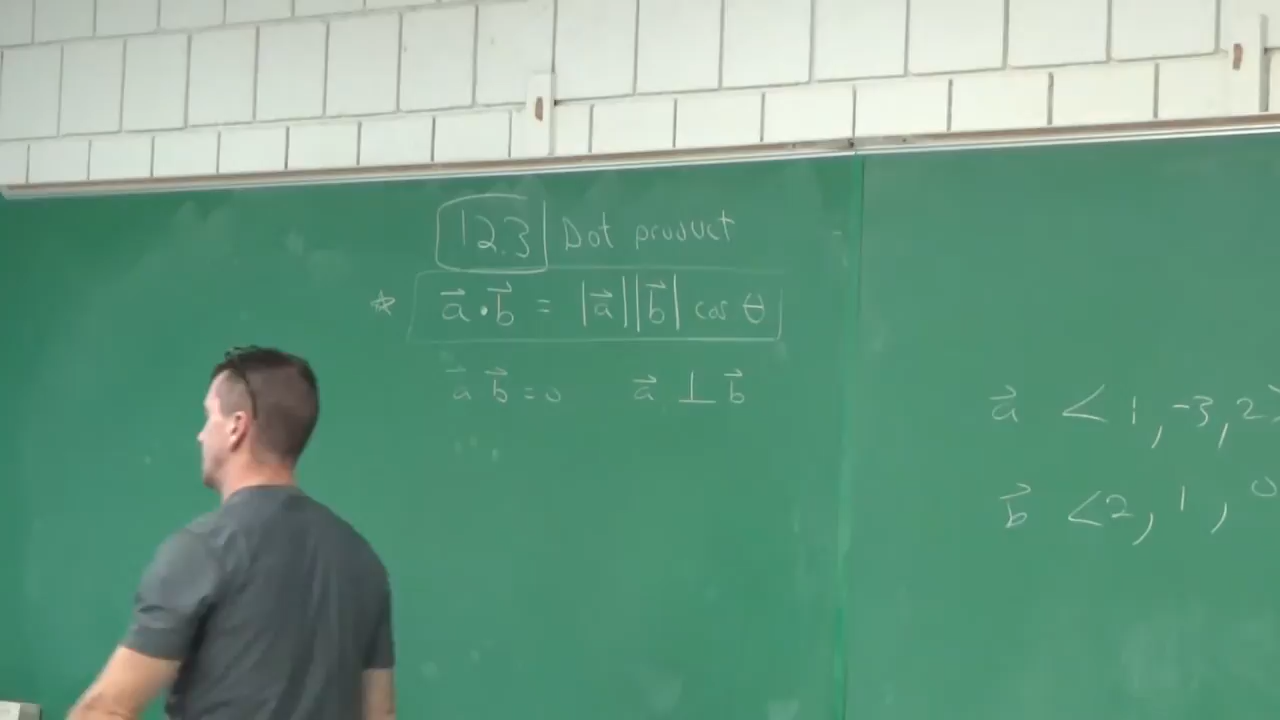 12.3 Dot product
☆ a⃗ • b⃗ = |a⃗||b⃗| cos θ
a⃗ b⃗ = 0 a⃗ ⊥ b⃗
a⃗ <1, -3, 2>
b⃗ <2, 1, 0